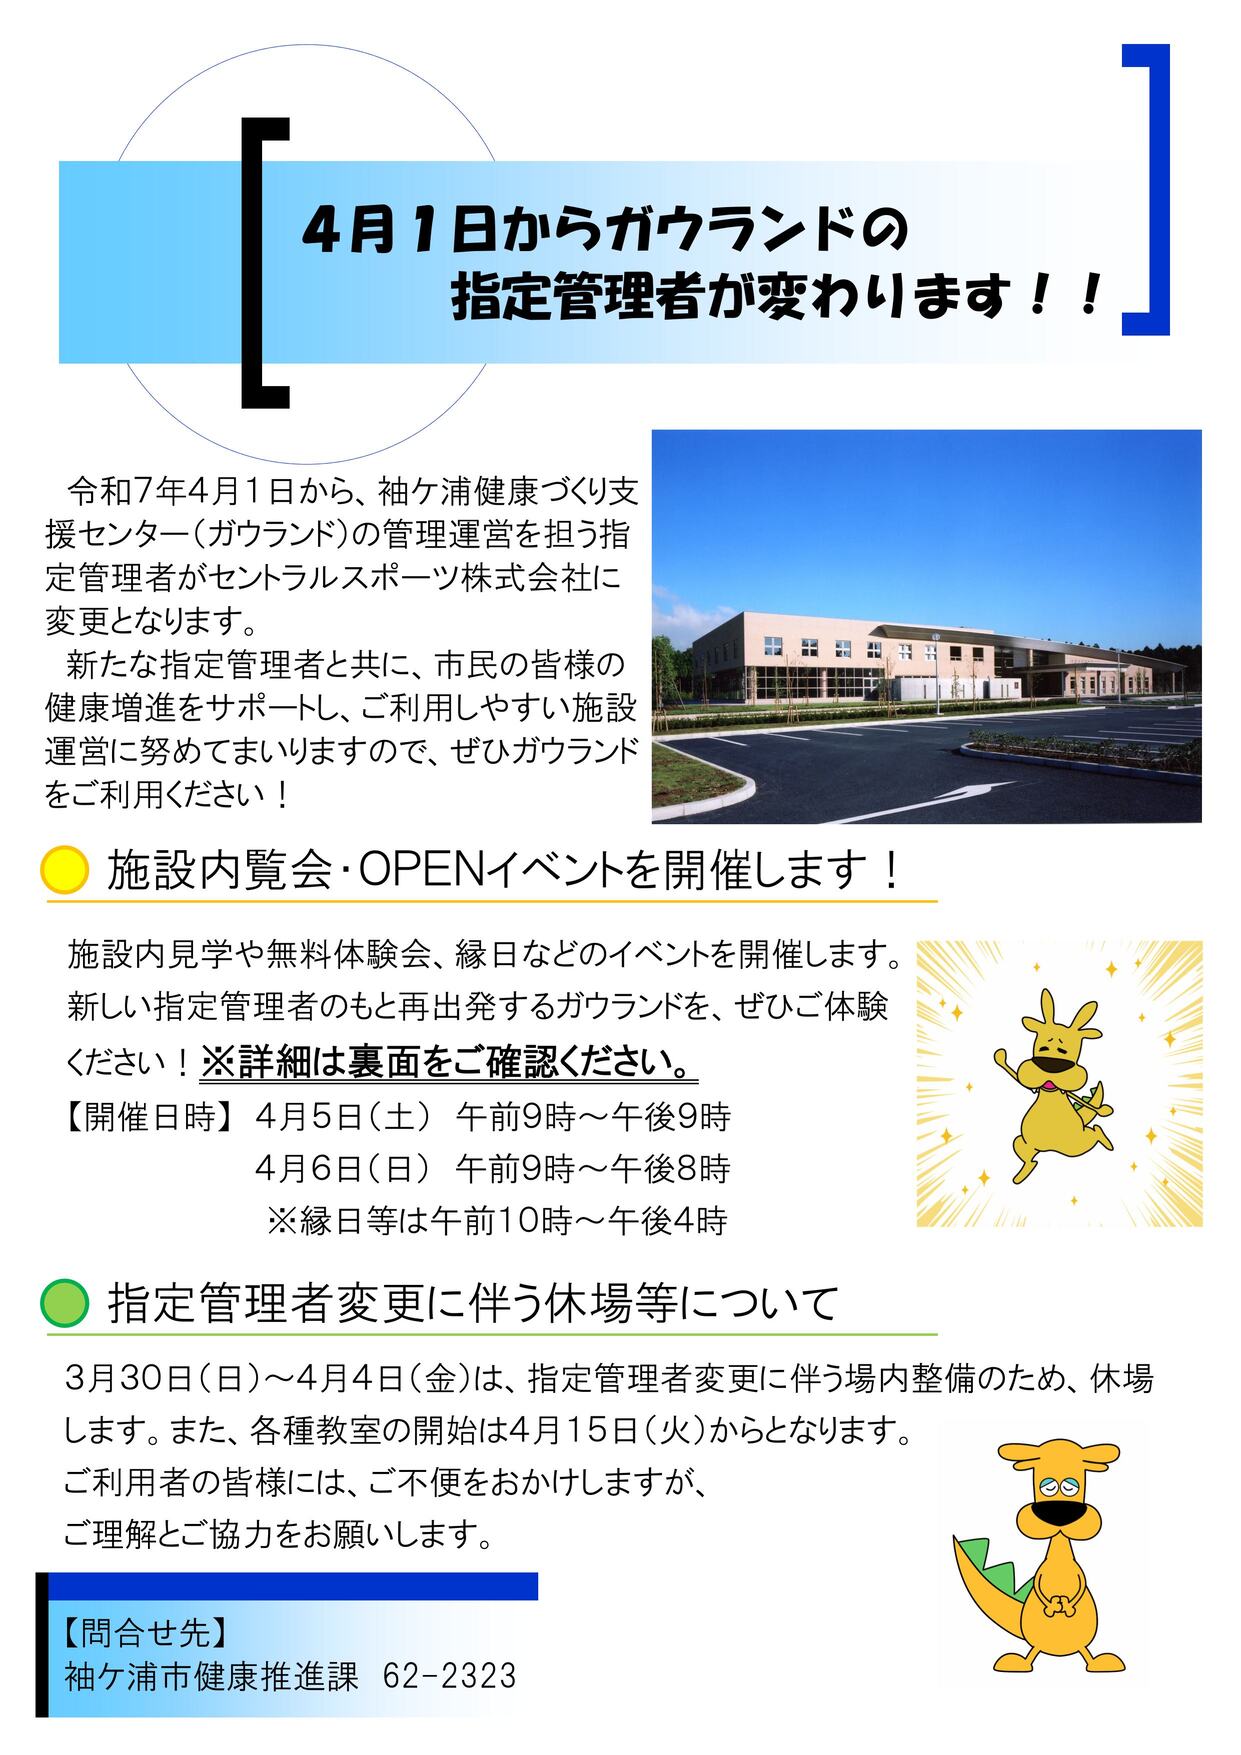 4月1日からガウランドの
指定管理者が変わります！！
令和7年4月1日から、袖ケ浦健康づくり支
援センター（ガウランド）の管理運営を担う指
定管理者がセントラルスポーツ株式会社に
変更となります。
新たな指定管理者と共に、市民の皆様の
健康増進をサポートし、ご利用しやすい施設
運営に努めてまいりますので、ぜひガウランド
をご利用ください！
施設内覧会・OPENイベントを開催します！
施設内見学や無料体験会、縁日などのイベントを開催します。
新しい指定管理者のもと再出発するガウランドを、ぜひご体験
ください！※詳細は裏面をご確認ください。
【開催日時】 4月5日（土） 午前9時～午後9時
4月6日（日） 午前9時～午後8時
※縁日等は午前10時～午後4時
指定管理者変更に伴う休場等について
3月30日（日）～4月4日（金）は、指定管理者変更に伴う場内整備のため、休場
します。また、各種教室の開始は4月15日（火）からとなります。
ご利用者の皆様には、ご不便をおかけしますが、
ご理解とご協力をお願いします。
【問合せ先】
袖ケ浦市健康推進課 62-2323